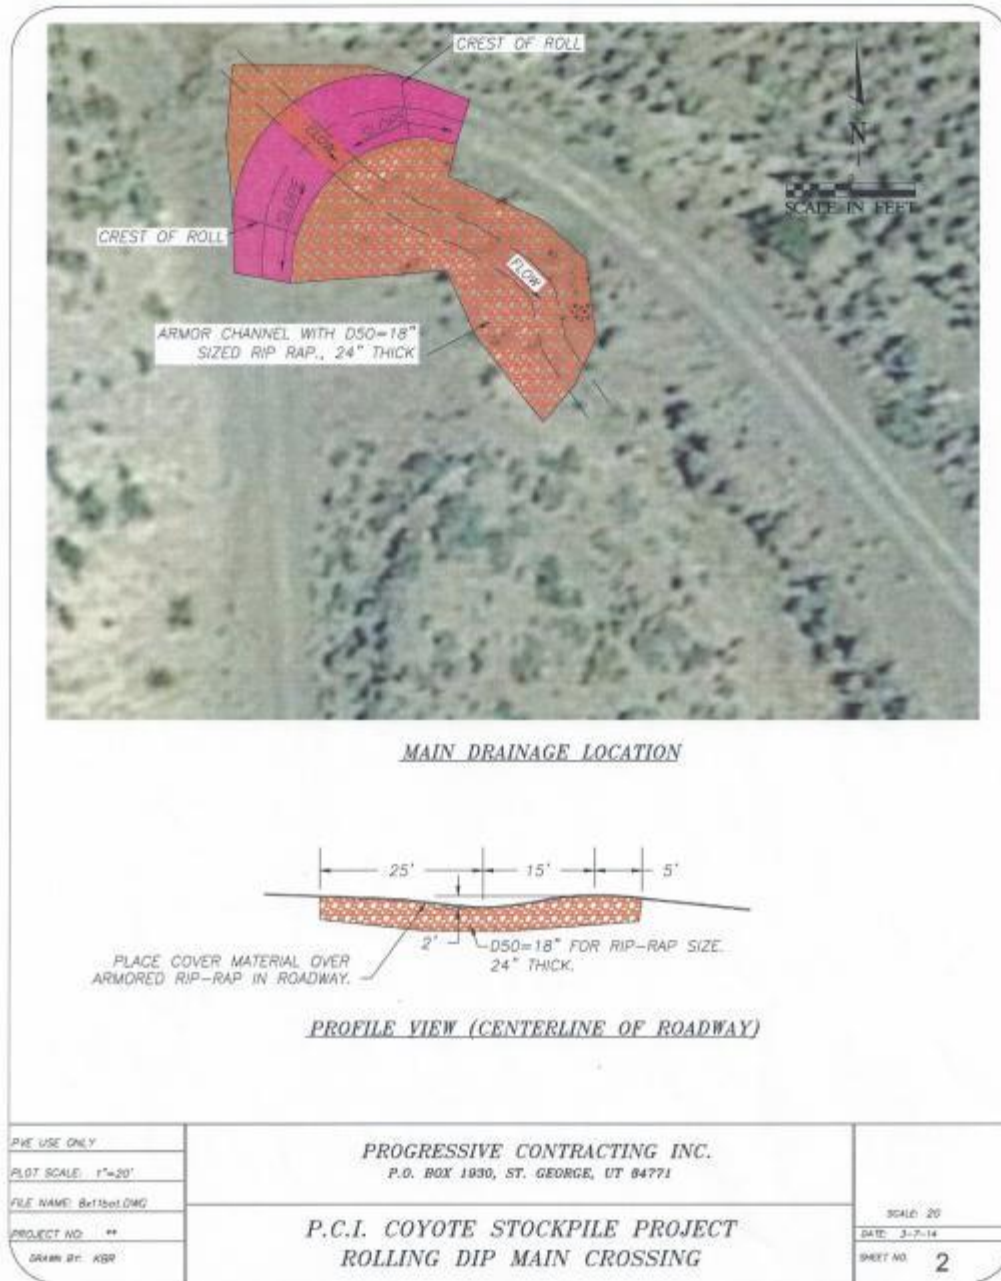 CREST OF ROLL
N
SCALE IN FEET
FLOW
SLOPE
SLOPE
CREST OF ROLL
FLOW
ARMOR CHANNEL WITH D50=18"
SIZED RIP RAP., 24" THICK
MAIN DRAINAGE LOCATION
25'
15'
5'
2'
D50=18" FOR RIP-RAP SIZE.
24" THICK.
PLACE COVER MATERIAL OVER
ARMORED RIP-RAP IN ROADWAY.
PROFILE VIEW (CENTERLINE OF ROADWAY)
PVE USE ONLY
PLOT SCALE: 1"=20'
FILE NAME: 8x11bot.DWG
PROJECT NO: **
DRAWN BY: KBR
PROGRESSIVE CONTRACTING INC.
P.O. BOX 1930, ST. GEORGE, UT 84771
P.C.I. COYOTE STOCKPILE PROJECT
ROLLING DIP MAIN CROSSING
SCALE: 20
DATE: 3-7-14
SHEET NO. 2